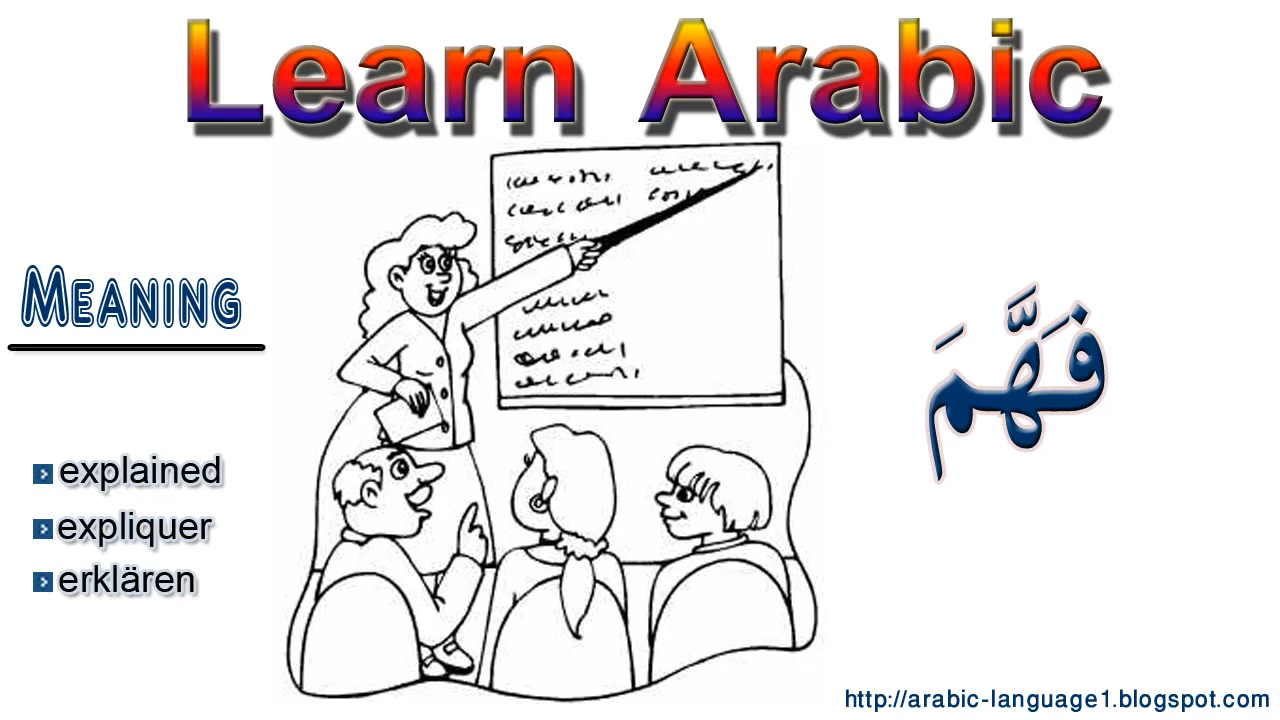 Learn Arabic
MEANING
explained
expliquer
erklären
فَهَّمَ
http://arabic-language1.blogspot.com